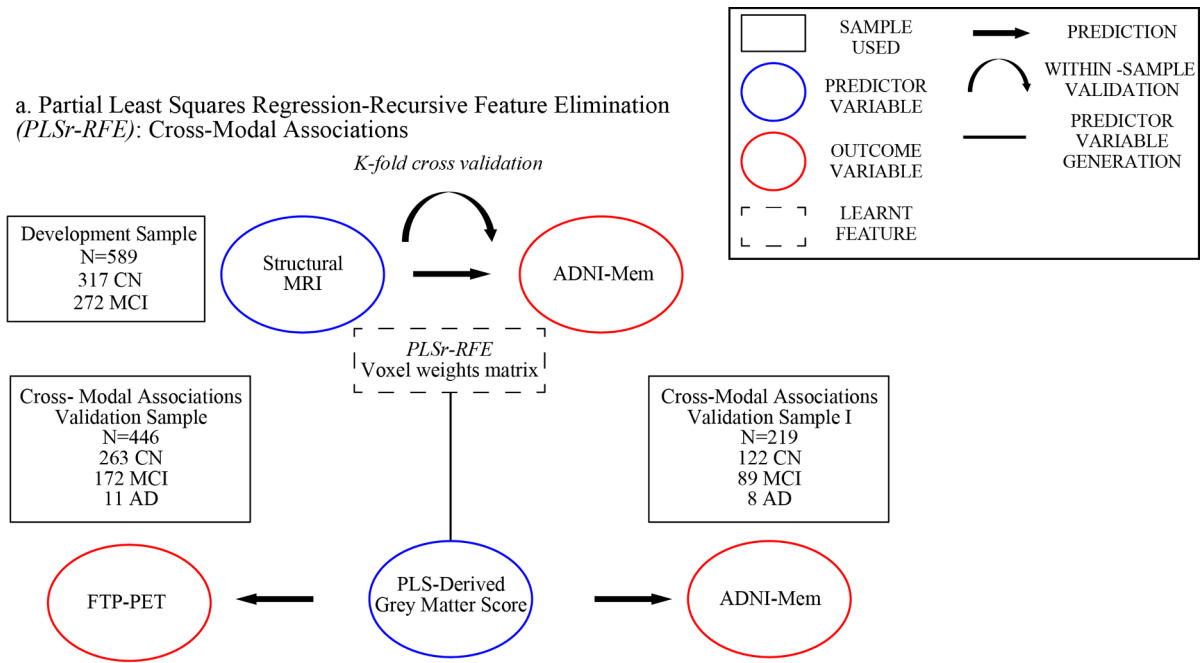 SAMPLE
USED
PREDICTION
PREDICTOR
VARIABLE
WITHIN -SAMPLE
VALIDATION
OUTCOME
VARIABLE
PREDICTOR
VARIABLE
GENERATION
LEARNT
FEATURE
a. Partial Least Squares Regression-Recursive Feature Elimination
(PLSr-RFE): Cross-Modal Associations
K-fold cross validation
Development Sample
N=589
317 CN
272 MCI
Structural
MRI
ADNI-Mem
PLSr-RFE
Voxel weights matrix
Cross- Modal Associations
Validation Sample
N=446
263 CN
172 MCI
11 AD
Cross-Modal Associations
Validation Sample I
N=219
122 CN
89 MCI
8 AD
FTP-PET
PLS-Derived
Grey Matter Score
ADNI-Mem